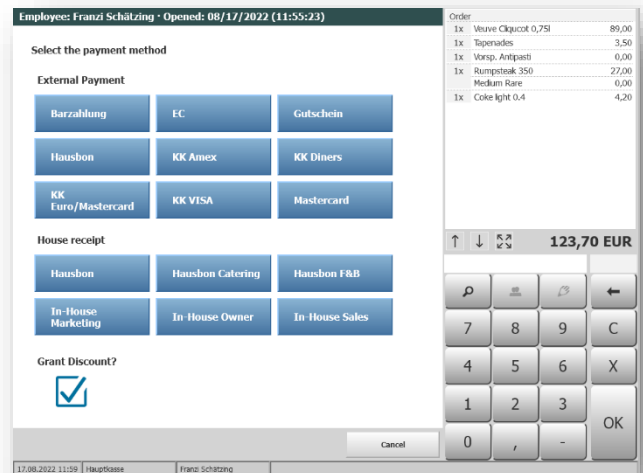 Employee: Franzi Schätzing · Opened: 08/17/2022 (11:55:23)
Select the payment method
External Payment
Barzahlung EC Gutschein
Hausbon KK Amex KK Diners
KK Euro/Mastercard KK VISA Mastercard
House receipt
Hausbon Hausbon Catering Hausbon F&B
In-House Marketing In-House Owner In-House Sales
Grant Discount?
Cancel
17.08.2022 11:59 Hauptkasse Franzi Schätzing
Order
1x Veuve Cliqucot 0,75l 89,00
1x Tapenades 3,50
1x Vorsp. Antipasti 0,00
1x Rumpsteak 350 27,00
Medium Rare 0,00
1x Coke light 0.4 4,20
123,70 EUR
7 8 9 C
4 5 6 X
1 2 3
OK
0 , -